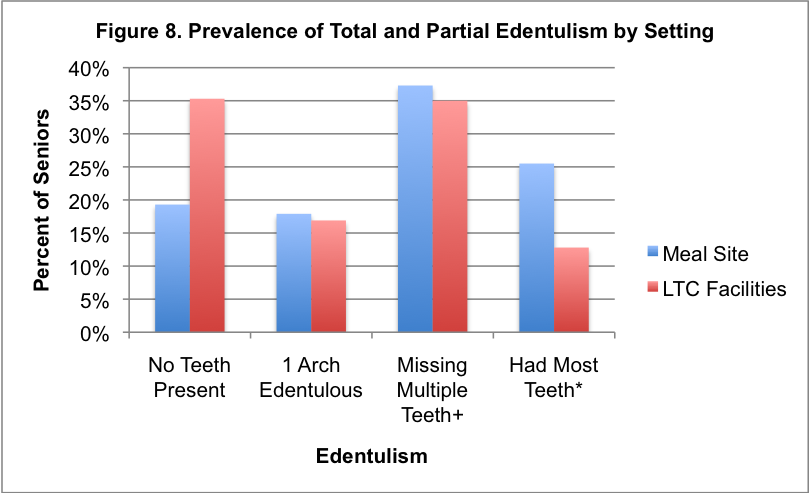 Figure 8. Prevalence of Total and Partial Edentulism by Setting
40%
35%
30%
25%
20%
15%
10%
5%
0%
Percent of Seniors
No Teeth
Present
1 Arch
Edentulous
Missing
Multiple
Teeth+
Had Most
Teeth*
Edentulism
Meal Site
LTC Facilities